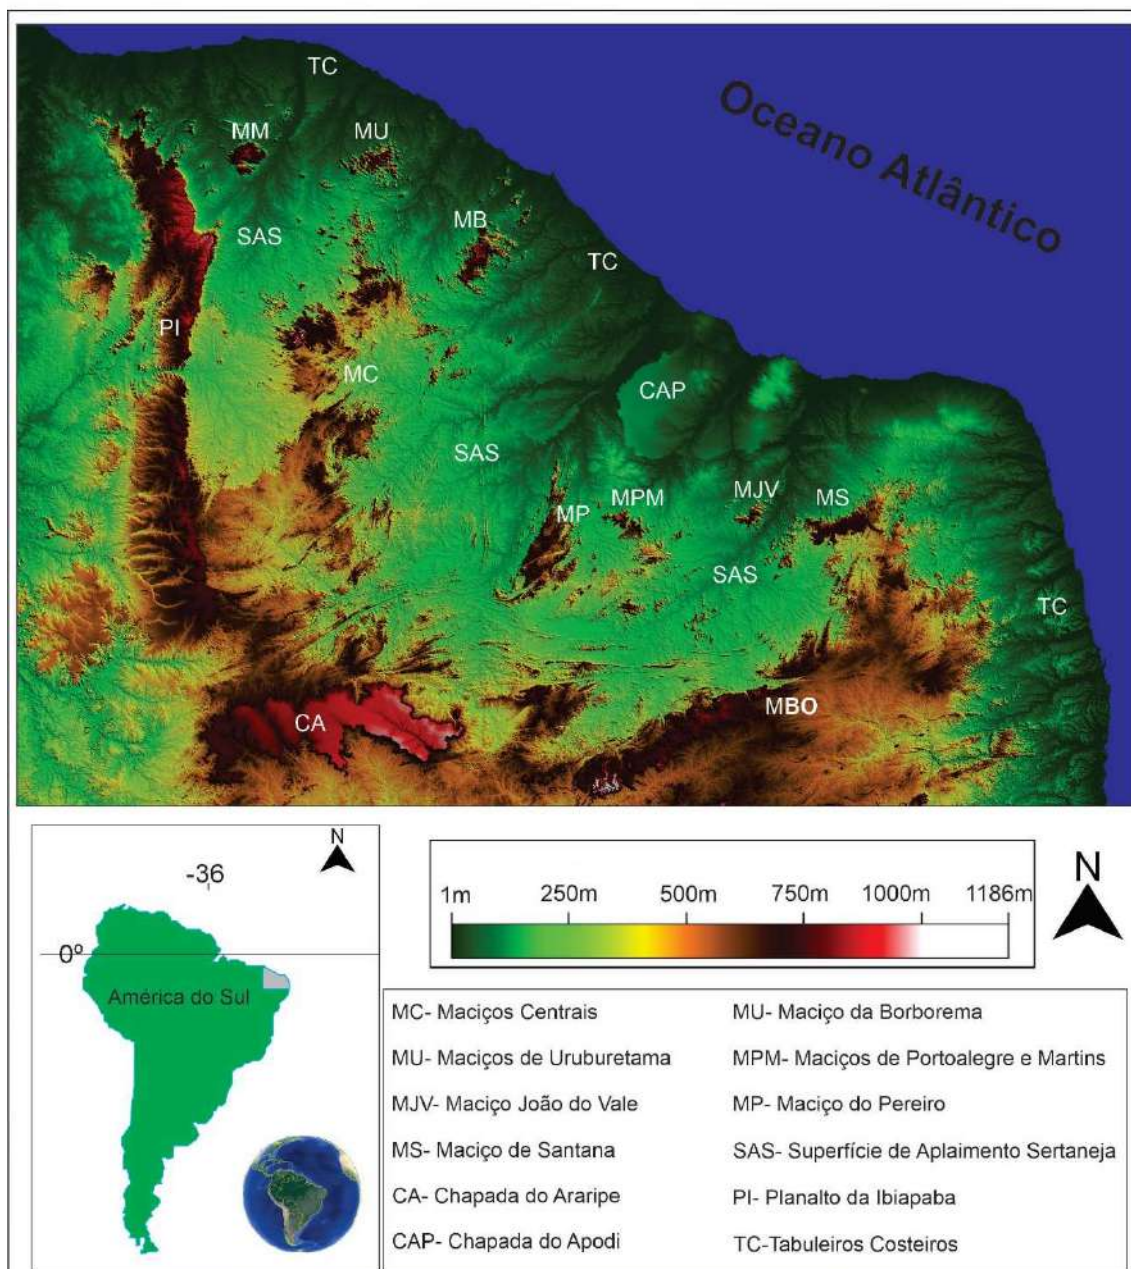 TC
Oceano Atlântico
MM
MU
MB
SAS
TC
PI
MC
CAP
SAS
MPM
MJV
MS
MP
SAS
TC
MBO
CA
N
-36
0º
América do Sul
1m 250m 500m 750m 1000m 1186m
N
MC- Maciços Centrais
MU- Maciços de Uruburetama
MJV- Maciço João do Vale
MS- Maciço de Santana
CA- Chapada do Araripe
CAP- Chapada do Apodi
MU- Maciço da Borborema
MPM- Maciços de Portoalegre e Martins
MP- Maciço do Pereiro
SAS- Superfície de Aplaimento Sertaneja
PI- Planalto da Ibiapaba
TC-Tabuleiros Costeiros